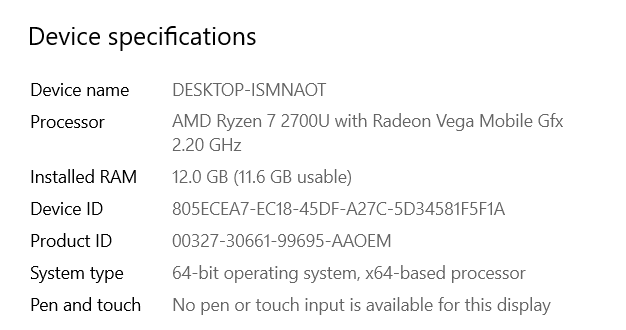 Device specifications
Device name DESKTOP-ISMNAOT
Processor AMD Ryzen 7 2700U with Radeon Vega Mobile Gfx
2.20 GHz
Installed RAM 12.0 GB (11.6 GB usable)
Device ID 805ECEA7-EC18-45DF-A27C-5D34581F5F1A
Product ID 00327-30661-99695-AAOEM
System type 64-bit operating system, x64-based processor
Pen and touch No pen or touch input is available for this display